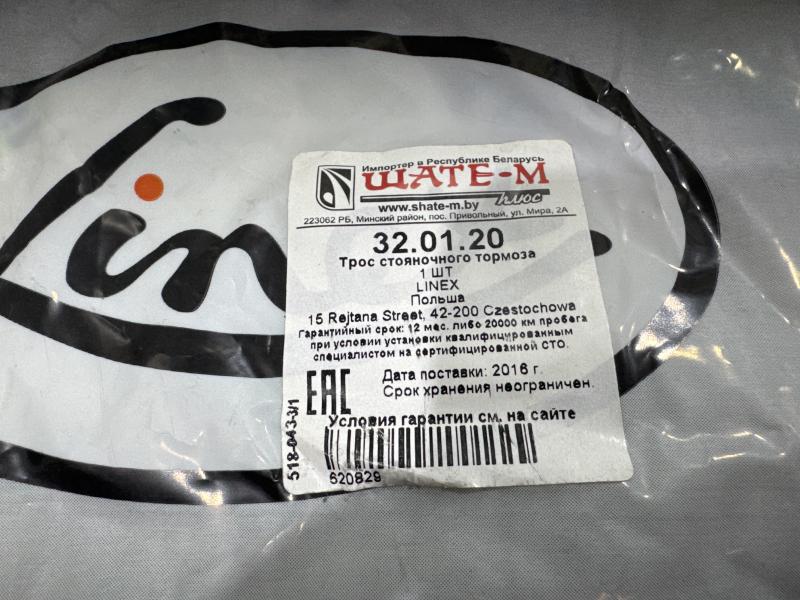 Linex
Импортер в Республике Беларусь
ШАТЕ-М
плюс
www.shate-m.by
223062 РБ, Минский район, пос. Привольный, ул. Мира, 2А
32.01.20
Трос стояночного тормоза
1 ШТ
LINEX
Польша
15 Rejtana Street, 42-200 Czestochowa
Гарантийный срок: 12 мес. либо 20000 км пробега
при условии установки квалифицированным
специалистом на сертифицированной СТО.
EAC
Дата поставки: 2016 г.
Срок хранения неограничен.
Условия гарантии см. на сайте
518-043-3/1
620829